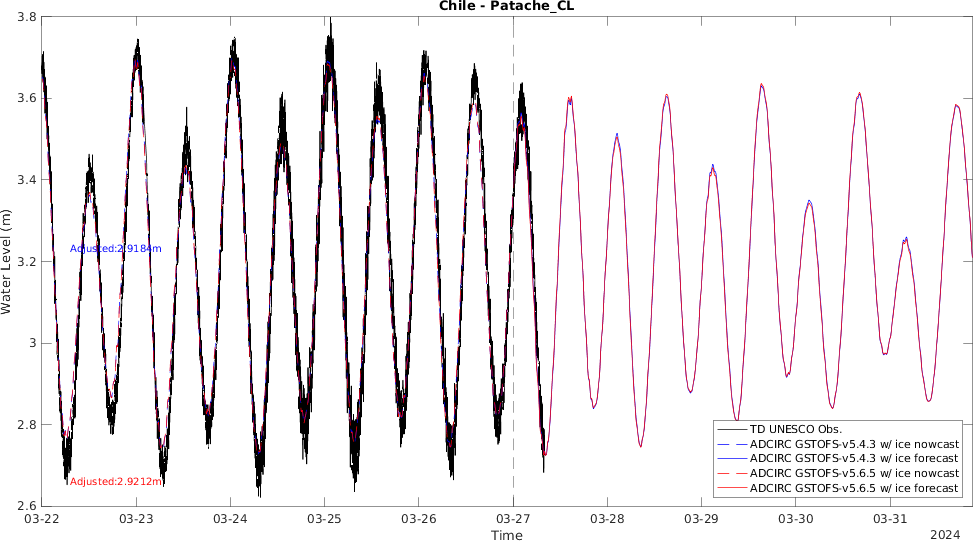 Chile - Patache_CL
3.8
3.6
3.4
3.2
3
2.8
2.6
Water Level (m)
Adjusted:2.9184m
Adjusted:2.9212m
TD UNESCO Obs.
ADCIRC GSTOFS-v5.4.3 w/ ice nowcast
ADCIRC GSTOFS-v5.4.3 w/ ice forecast
ADCIRC GSTOFS-v5.6.5 w/ ice nowcast
ADCIRC GSTOFS-v5.6.5 w/ ice forecast
03-22 03-23 03-24 03-25 03-26 03-27 03-28 03-29 03-30 03-31
Time
2024